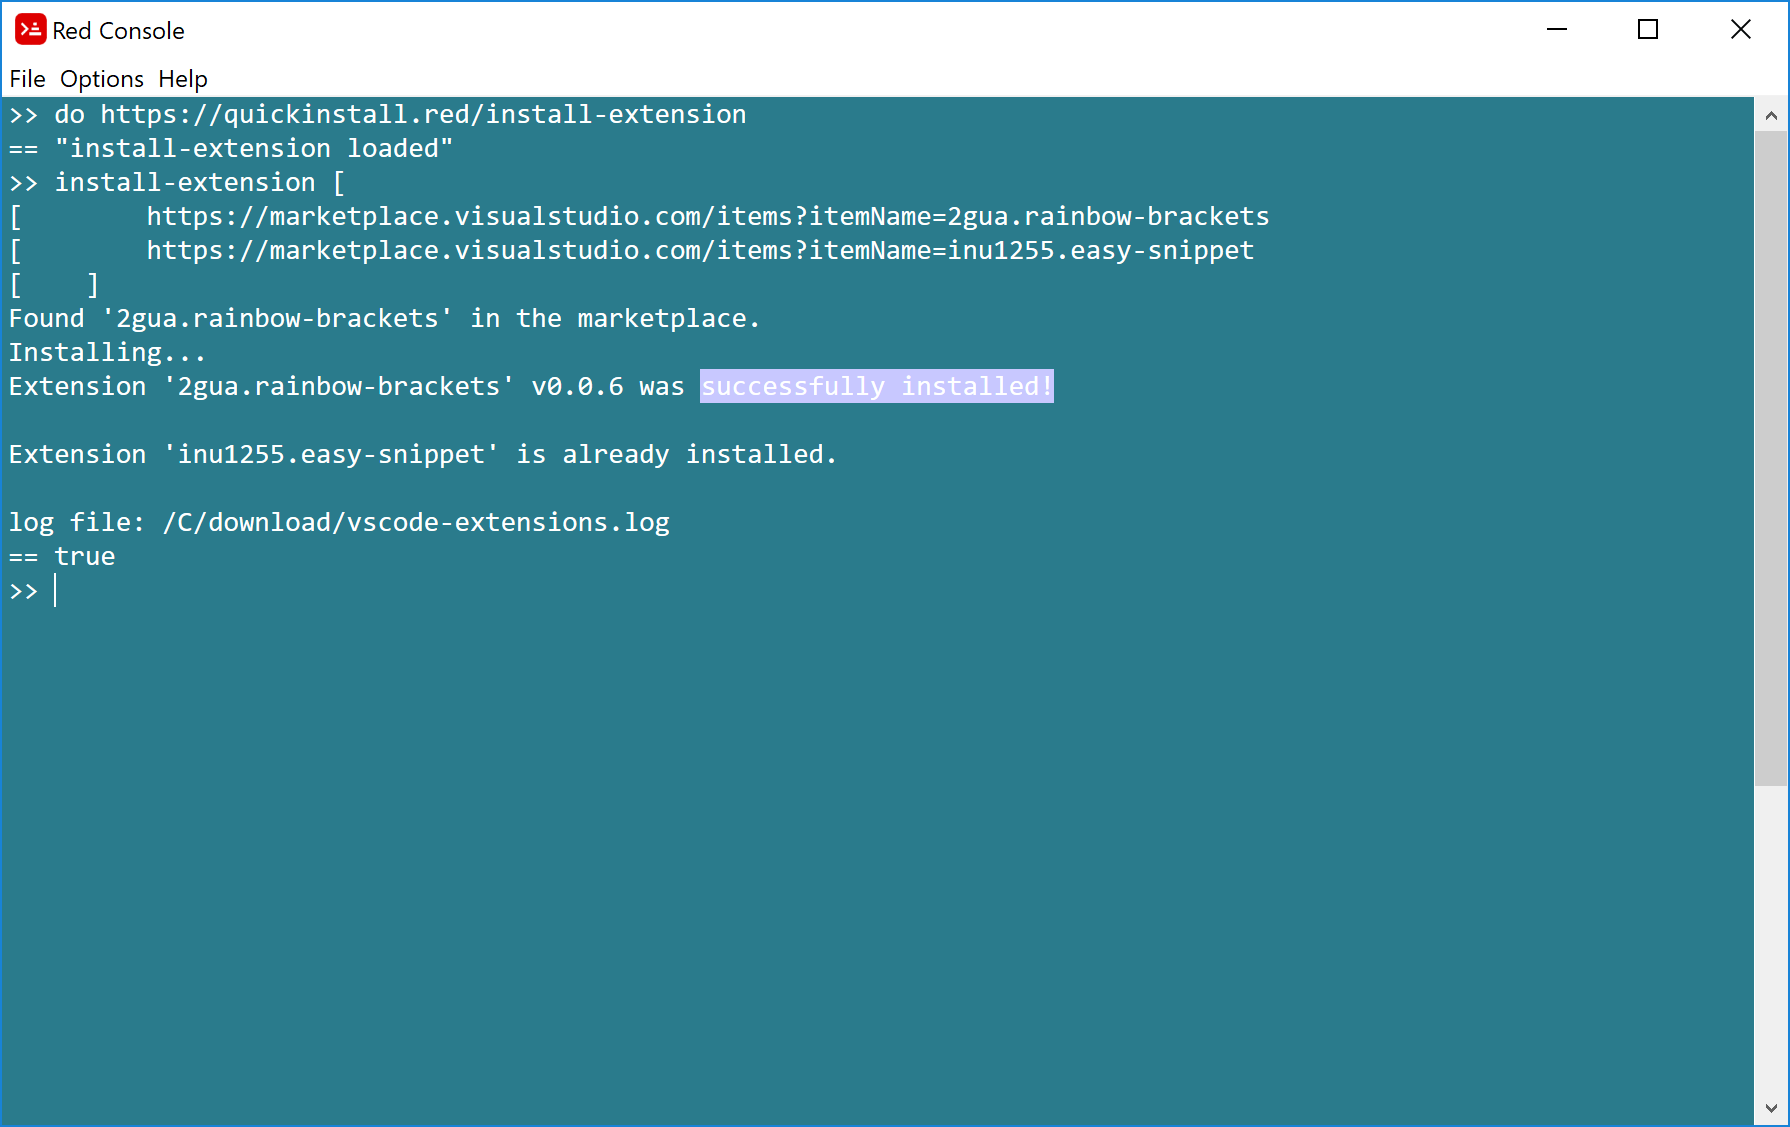 Red Console
File Options Help
>> do https://quickinstall.red/install-extension
== "install-extension loaded"
>> install-extension [
[        https://marketplace.visualstudio.com/items?itemName=2gua.rainbow-brackets
[        https://marketplace.visualstudio.com/items?itemName=inu1255.easy-snippet
[    ]
Found '2gua.rainbow-brackets' in the marketplace.
Installing...
Extension '2gua.rainbow-brackets' v0.0.6 was successfully installed!
Extension 'inu1255.easy-snippet' is already installed.
log file: /C/download/vscode-extensions.log
== true
>>